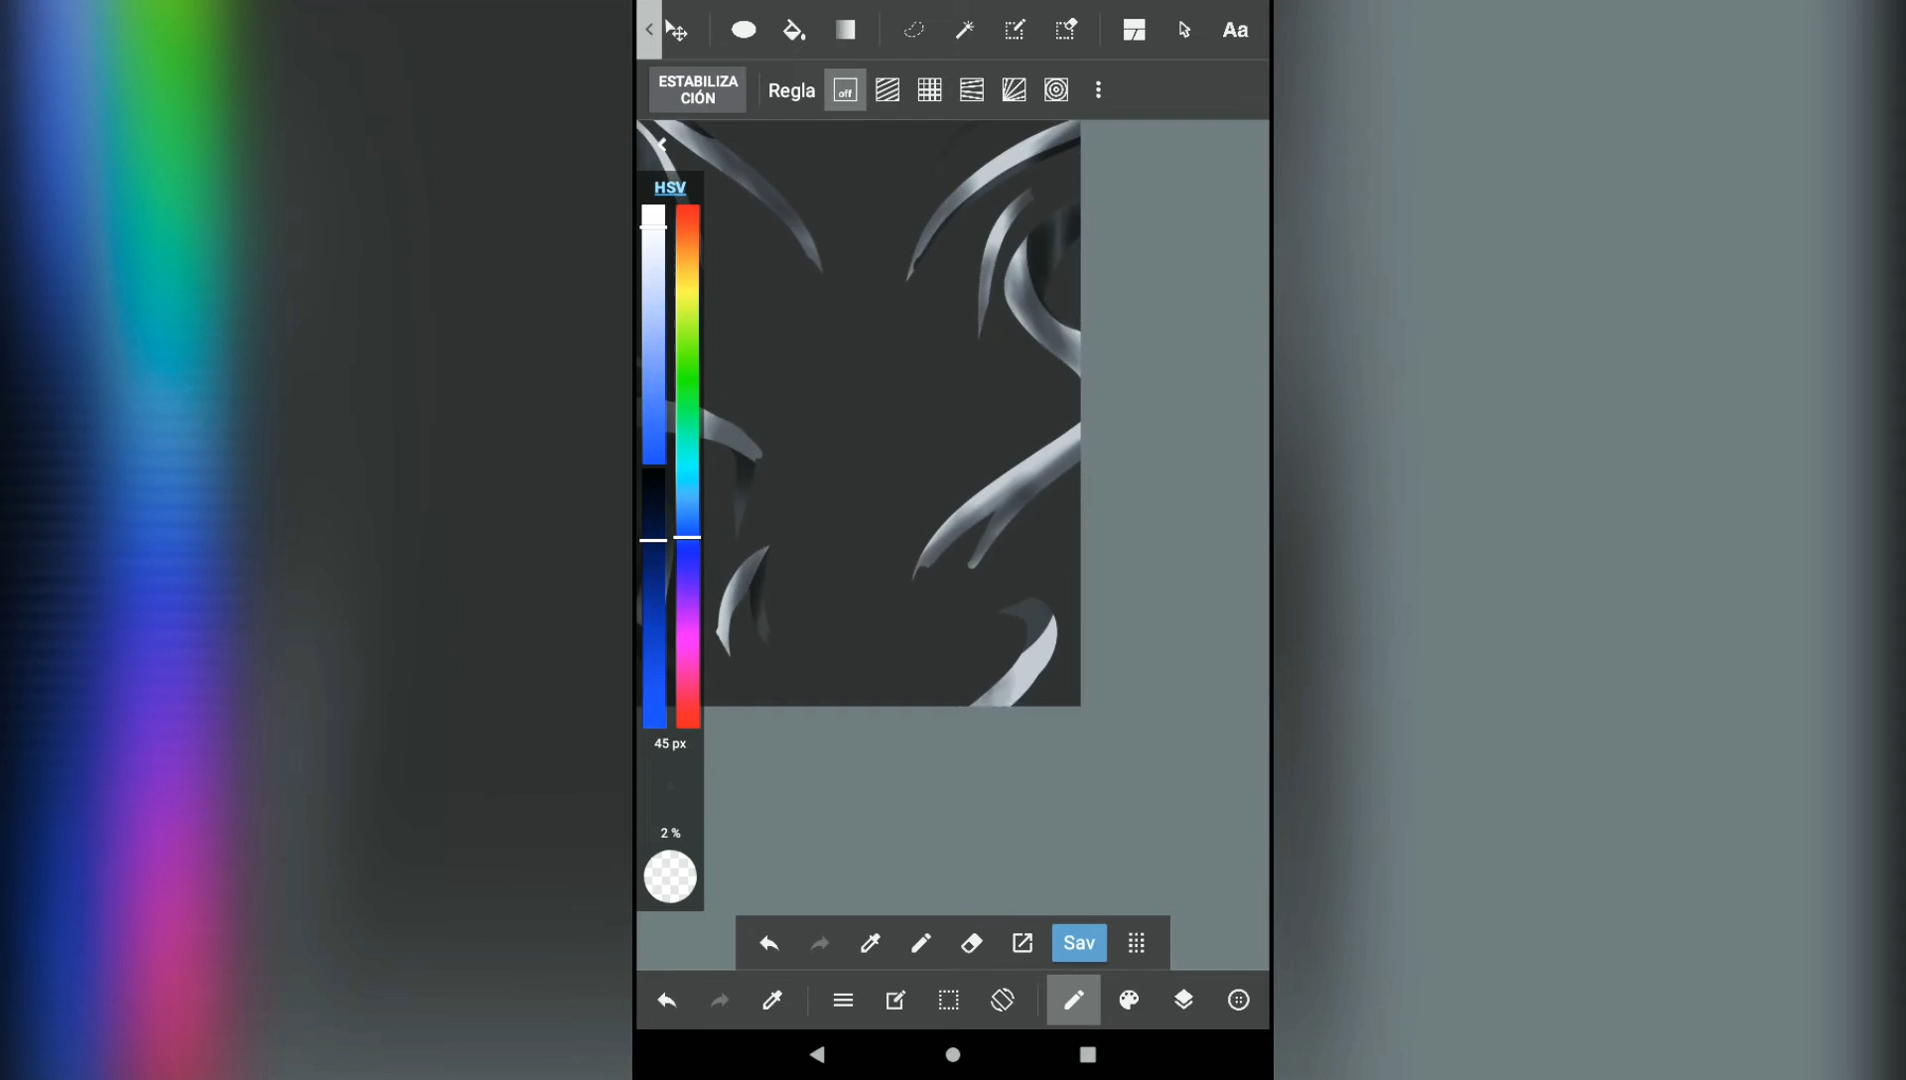 Aa
ESTABILIZA
CIÓN
Regla
off
HSV
45 px
2 %
Sav